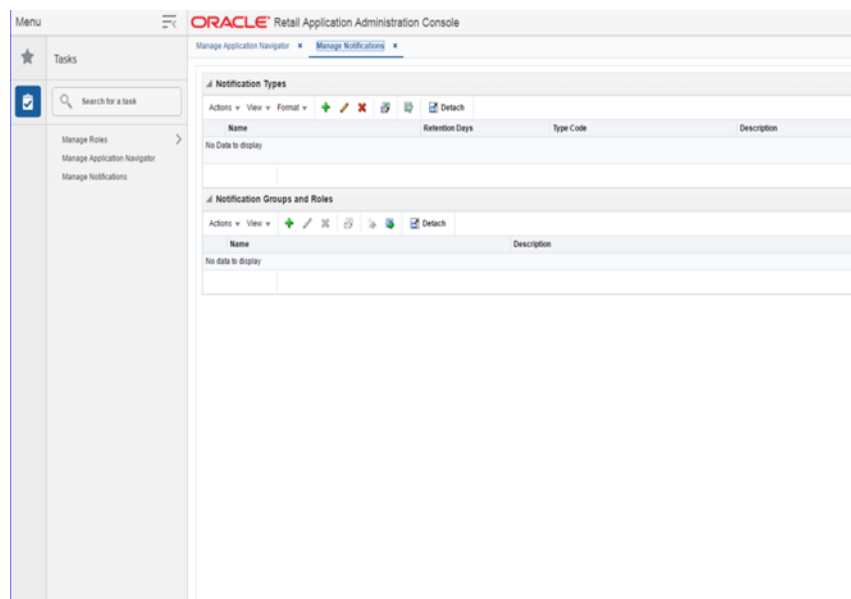 Menu
ORACLE® Retail Application Administration Console
Manage Application Navigator Manage Notifications
Tasks
Search for a task
Manage Roles
Manage Application Navigator
Manage Notifications
Notification Types
Actions View Format Detach
Name Retention Days Type Code Description
No Data to display
Notification Groups and Roles
Actions View Detach
Name Description
No data to display